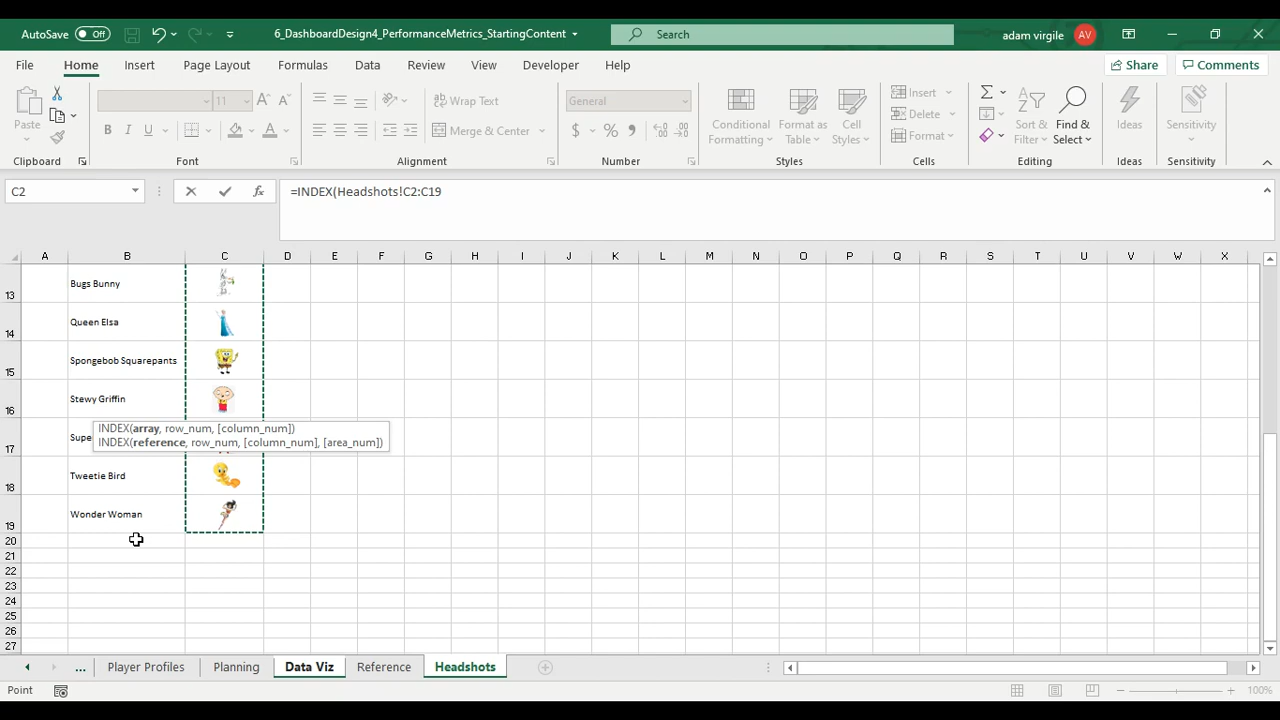 AutoSave Off 6_DashboardDesign4_PerformanceMetrics_StartingContent Search adam virgile AV
File Home Insert Page Layout Formulas Data Review View Developer Help Share Comments
Paste 11 A A Wrap Text General Conditional Formatting Format as Table Cell Styles Insert Delete Format Sort & Filter Find & Select Ideas Sensitivity
B I U A Merge & Center $ % 9
Clipboard Font Alignment Number Styles Cells Editing Ideas Sensitivity
C2 fx =INDEX(Headshots!C2:C19
A B C D E F G H I J K L M N O P Q R S T U V W X
13 Bugs Bunny
14 Queen Elsa
15 Spongebob Squarepants
16 Stewy Griffin
INDEX(array, row_num, [column_num])
17 Supe
INDEX(reference, row_num, [column_num], [area_num])
18 Tweetie Bird
19 Wonder Woman
20
21
22
23
24
25
26
27
... Player Profiles Planning Data Viz Reference Headshots
Point 100%